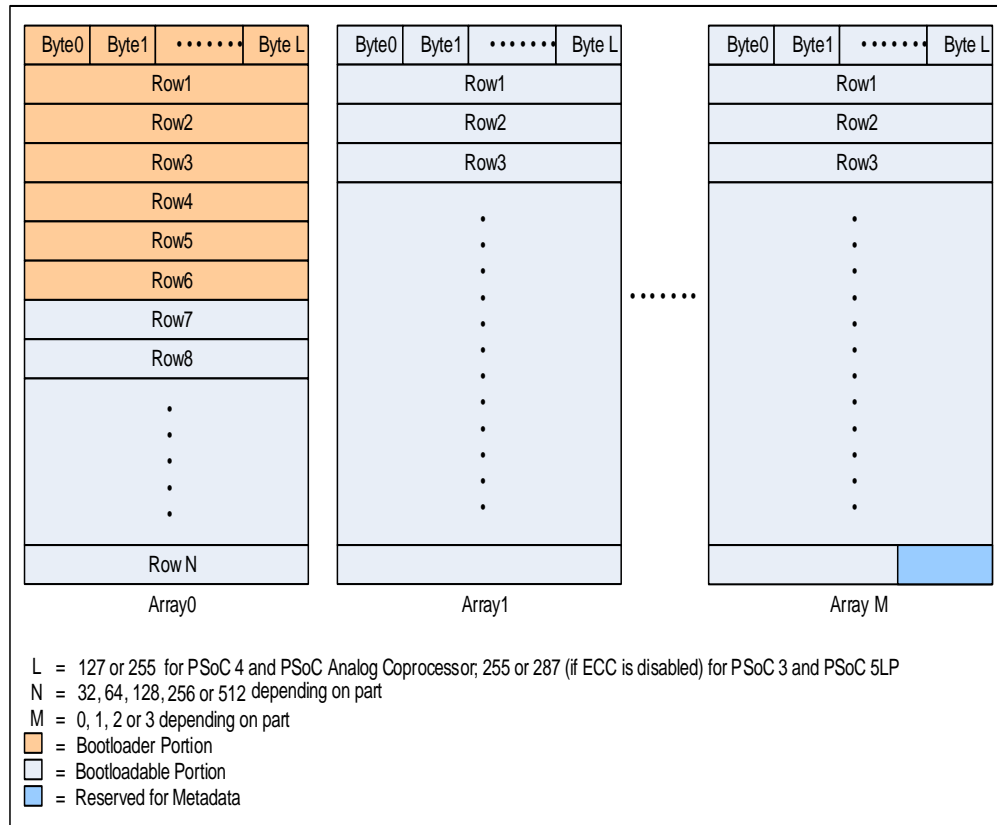 Byte0 Byte1 ······· Byte L
Row1
Row2
Row3
Row4
Row5
Row6
Row7
Row8
Row N
Array0
Byte0 Byte1 ······· Byte L
Row1
Row2
Row3
Array1
·······
Byte0 Byte1 ······· Byte L
Row1
Row2
Row3
Array M
L = 127 or 255 for PSoC 4 and PSoC Analog Coprocessor; 255 or 287 (if ECC is disabled) for PSoC 3 and PSoC 5LP
N = 32, 64, 128, 256 or 512 depending on part
M = 0, 1, 2 or 3 depending on part
= Bootloader Portion
= Bootloadable Portion
= Reserved for Metadada